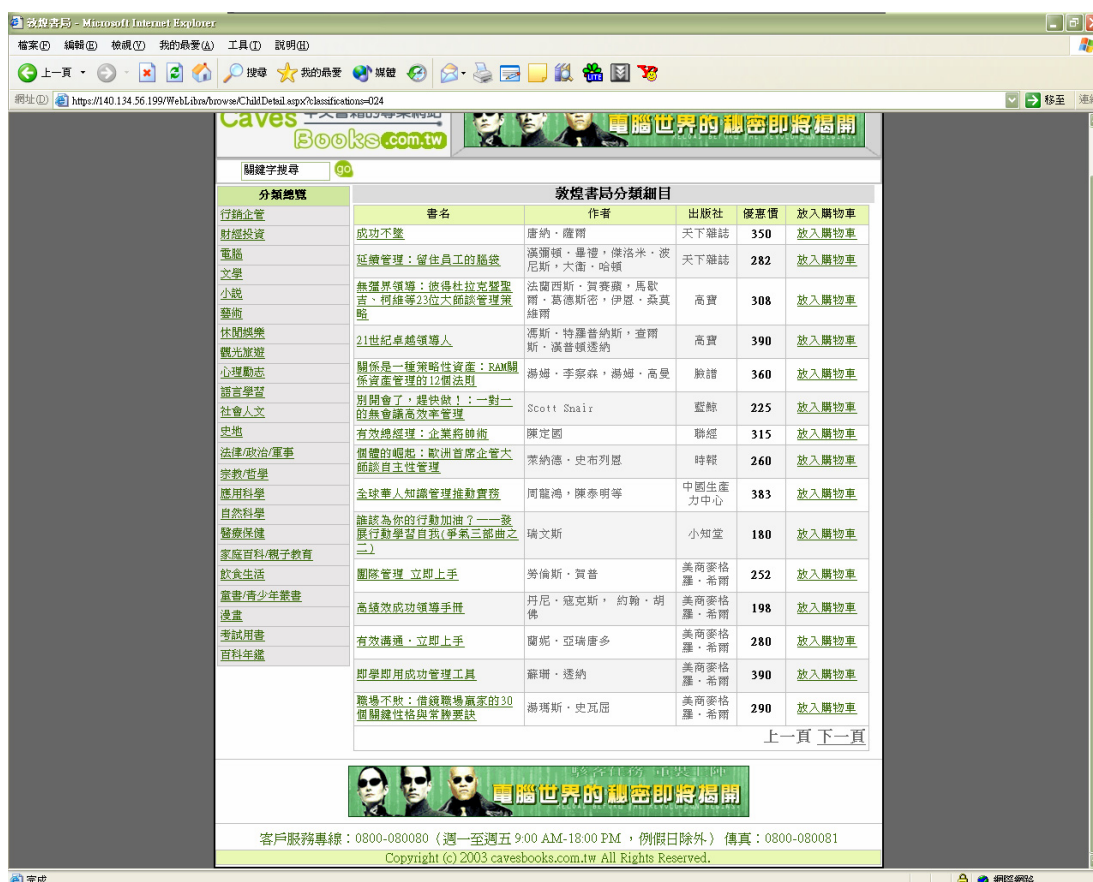 敦煌書局 - Microsoft Internet Explorer
檔案(F) 編輯(E) 檢視(V) 我的最愛(A) 工具(T) 說明(H)
上一頁 搜尋 我的最愛 媒體
網址(D) https://140.134.56.199/WebLibra/browse/ChildDetail.aspx?classifications=024 移至
Caves
Books.com.tw
電腦世界的秘密即將揭開
關鍵字搜尋 go
分類總覽
行銷企管
財經投資
電腦
文學
小說
藝術
休閒娛樂
觀光旅遊
心理勵志
語言學習
社會人文
史地
法律/政治/軍事
宗教/哲學
應用科學
自然科學
醫療保健
家庭百科/親子教育
飲食生活
童書/青少年叢書
漫畫
考試用書
百科年鑑
敦煌書局分類細目
書名 作者 出版社 優惠價 放入購物車
成功不墜 唐納．薩爾 天下雜誌 350 放入購物車
延續管理：留住員工的腦袋 漢彌頓．畢禮，傑洛米．波
尼斯，大衛．哈頓 天下雜誌 282 放入購物車
無疆界領導：彼得杜拉克暨聖
吉、柯維等23位大師談管理策
略 法蘭西斯．賀賽蘋，馬歇
爾．葛德斯密，伊恩．桑莫
維爾 高寶 308 放入購物車
21世紀卓越領導人 馮斯．特羅普納斯，查爾
斯．漢普頓透納 高寶 390 放入購物車
關係是一種策略性資產：RAM關
係資產管理的12個法則 湯姆．李察森，湯姆．高曼 臉譜 360 放入購物車
別開會了，趕快做！：一對一
的無會議高效率管理 Scott Snair 藍鯨 225 放入購物車
有效總經理：企業將帥術 陳定國 聯經 315 放入購物車
個體的崛起：歐洲首席企管大
師談自主性管理 萊納德．史布列恩 時報 260 放入購物車
全球華人知識管理推動實務 周龍鴻，陳泰明等 中國生產
力中心 383 放入購物車
誰該為你的行動加油？——發
展行動學習自我(爭氣三部曲之
二) 瑞文斯 小知堂 180 放入購物車
團隊管理 立即上手 勞倫斯．賀普 美商麥格
羅．希爾 252 放入購物車
高績效成功領導手冊 丹尼．寇克斯， 約翰．胡
佛 美商麥格
羅．希爾 198 放入購物車
有效溝通．立即上手 蘭妮．亞瑞唐多 美商麥格
羅．希爾 280 放入購物車
即學即用成功管理工具 蘇珊．透納 美商麥格
羅．希爾 390 放入購物車
職場不敗：借鏡職場贏家的30
個關鍵性格與常勝要訣 湯瑪斯．史瓦屈 美商麥格
羅．希爾 290 放入購物車
上一頁 下一頁
電腦世界的秘密即將揭開
客戶服務專線：0800-080080（週一至週五 9:00 AM-18:00 PM ，例假日除外） 傳真：0800-080081
Copyright (c) 2003 cavesbooks.com.tw All Rights Reserved.
完成 網際網路